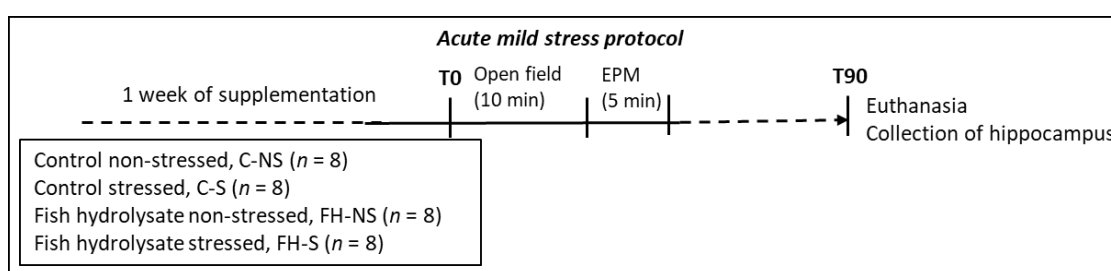 Acute mild stress protocol
1 week of supplementation
T0
Open field
(10 min)
EPM
(5 min)
T90
Euthanasia
Collection of hippocampus
Control non-stressed, C-NS (n = 8)
Control stressed, C-S (n = 8)
Fish hydrolysate non-stressed, FH-NS (n = 8)
Fish hydrolysate stressed, FH-S (n = 8)